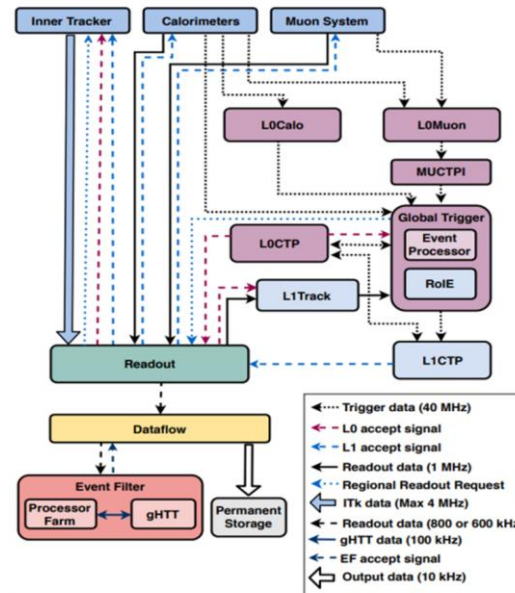 Inner Tracker
Calorimeters
Muon System
L0Calo
L0Muon
MUCTPI
Global Trigger
L0CTP
Event
Processor
RoIE
L1Track
Readout
L1CTP
Dataflow
Event Filter
Processor
Farm
gHTT
Permanent
Storage
Trigger data (40 MHz)
L0 accept signal
L1 accept signal
Readout data (1 MHz)
Regional Readout Request
ITk data (Max 4 MHz)
Readout data (800 or 600 kHz
gHTT data (100 kHz)
EF accept signal
Output data (10 kHz)